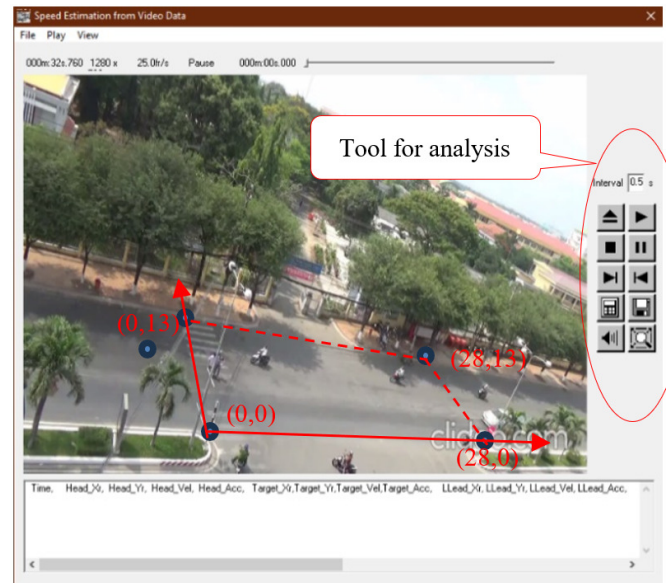 Speed Estimation from Video Data
File Play View
000m:32s.760 1280 x 25.0fr/s Pause 000m:00s.000
Tool for analysis
Interval 0.5 s
(0,13)
(28,13)
(0,0)
(28,0)
Time, Head_Xr, Head_Yr, Head_Vel, Head_Acc, Target_Xr,Target_Yr,Target_Vel,Target_Acc, LLead_Xr, LLead_Yr, LLead_Vel, LLead_Acc,